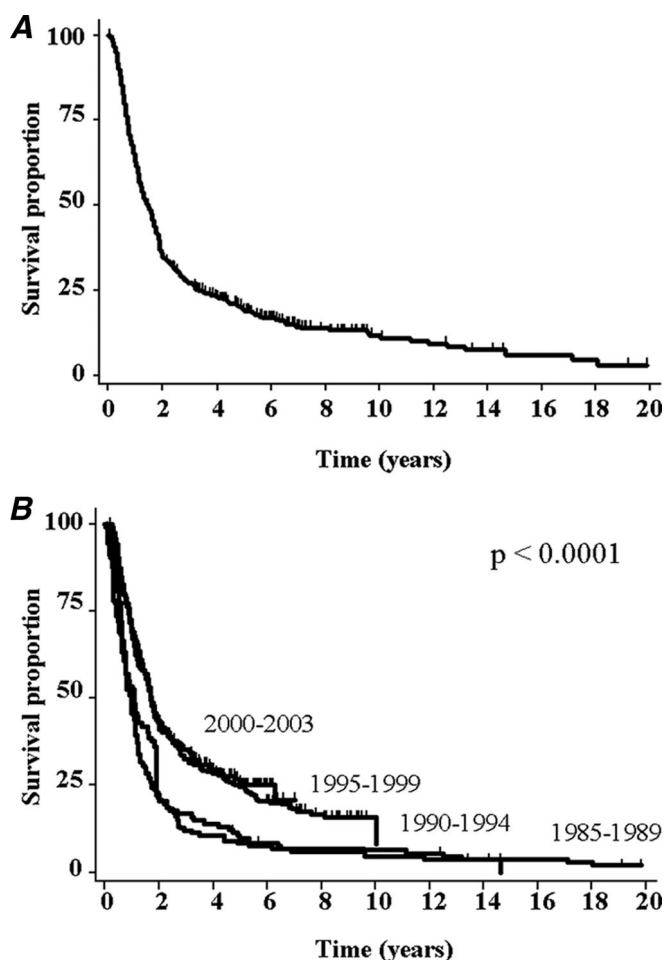 A
Survival proportion
100
75
50
25
0
0 2 4 6 8 10 12 14 16 18 20
Time (years)
B
Survival proportion
100
75
50
25
0
p < 0.0001
2000-2003
1995-1999
1990-1994 1985-1989
0 2 4 6 8 10 12 14 16 18 20
Time (years)